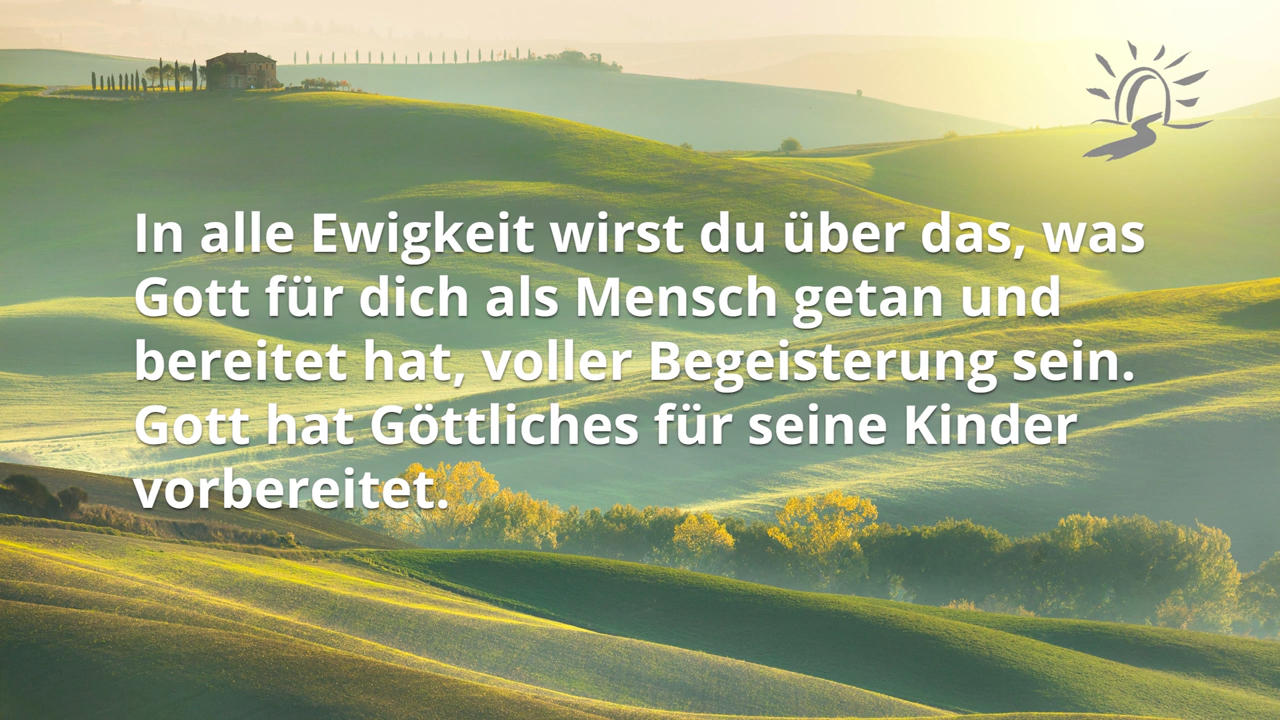 In alle Ewigkeit wirst du über das, was
Gott für dich als Mensch getan und
bereitet hat, voller Begeisterung sein.
Gott hat Göttliches für seine Kinder
vorbereitet.